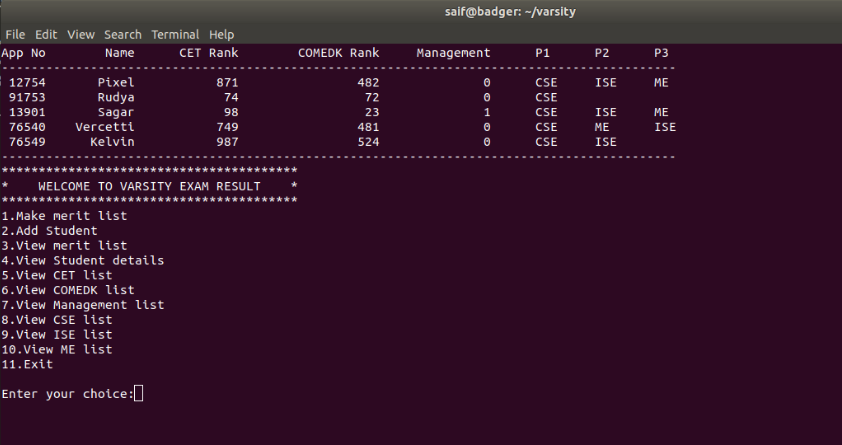 saif@badger: ~/varsity
File Edit View Search Terminal Help
App No        Name      CET Rank        COMEDK Rank     Management      P1      P2      P3
-------------------------------------------------------------------------------------------
 12754       Pixel           871                482              0      CSE     ISE     ME
 91753       Rudya            74                 72              0      CSE
 13901       Sagar            98                 23              1      CSE     ISE     ME
 76540    Vercetti           749                481              0      CSE     ME      ISE
 76549      Kelvin           987                524              0      CSE     ISE
-------------------------------------------------------------------------------------------
****************************************
*    WELCOME TO VARSITY EXAM RESULT    *
****************************************
1.Make merit list
2.Add Student
3.View merit list
4.View Student details
5.View CET list
6.View COMEDK list
7.View Management list
8.View CSE list
9.View ISE list
10.View ME list
11.Exit
Enter your choice: